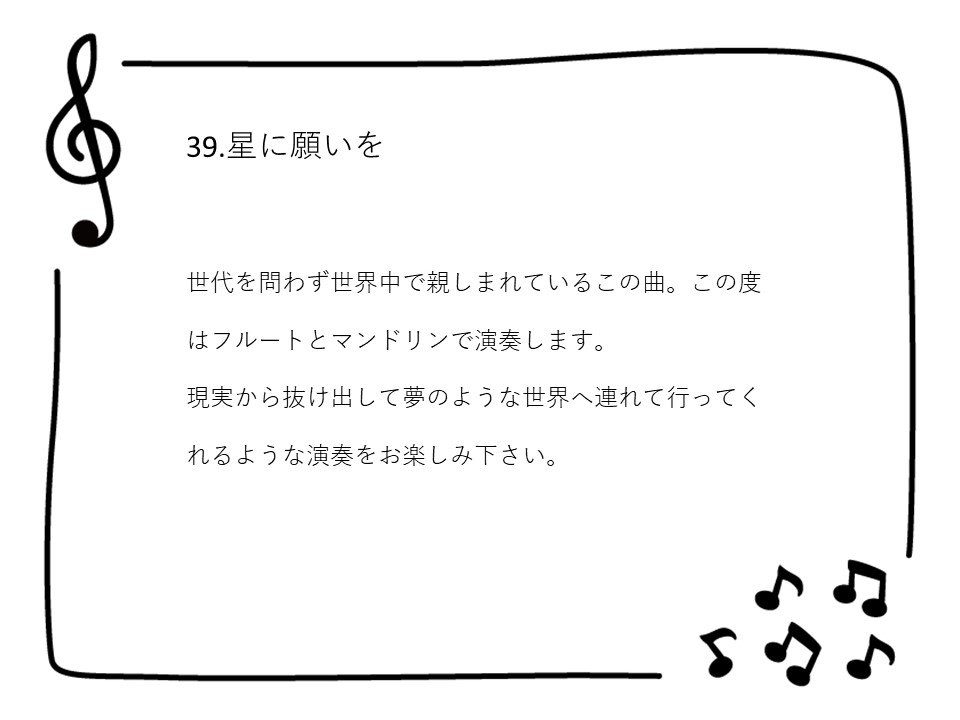 39.星に願いを
世代を問わず世界中で親しまれているこの曲。この度
はフルートとマンドリンで演奏します。
現実から抜け出して夢のような世界へ連れて行ってく
れるような演奏をお楽しみ下さい。